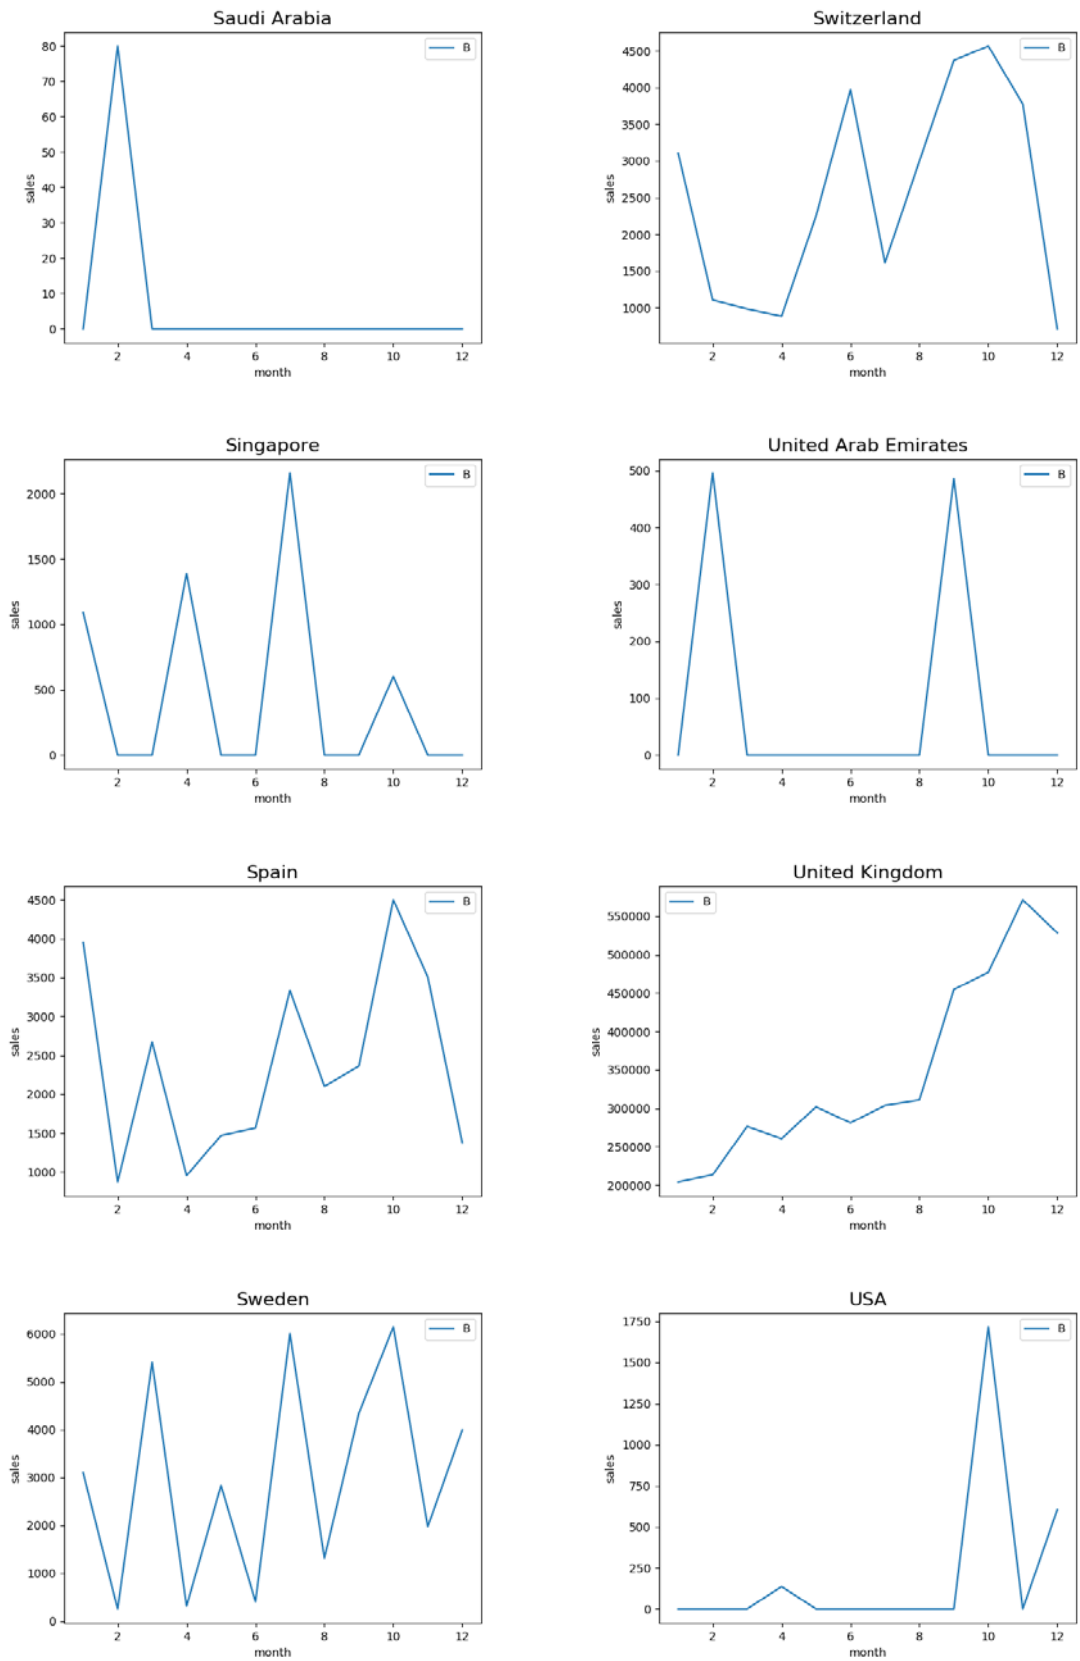 Saudi Arabia
B
80
70
60
50
40
30
20
10
0
sales
2 4 6 8 10 12
month
Switzerland
B
4500
4000
3500
3000
2500
2000
1500
1000
sales
2 4 6 8 10 12
month
Singapore
B
2000
1500
1000
500
0
sales
2 4 6 8 10 12
month
United Arab Emirates
B
500
400
300
200
100
0
sales
2 4 6 8 10 12
month
Spain
B
4500
4000
3500
3000
2500
2000
1500
1000
sales
2 4 6 8 10 12
month
United Kingdom
B
550000
500000
450000
400000
350000
300000
250000
200000
sales
2 4 6 8 10 12
month
Sweden
B
6000
5000
4000
3000
2000
1000
0
sales
2 4 6 8 10 12
month
USA
B
1750
1500
1250
1000
750
500
250
0
sales
2 4 6 8 10 12
month